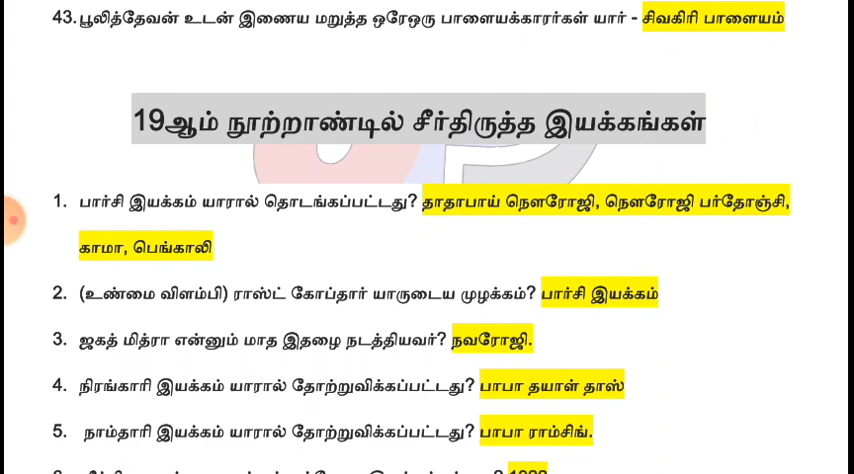 43. பூலித்தேவன் உடன் இணைய மறுத்த ஒரேஒரு பாளையக்காரர்கள் யார் - சிவகிரி பாளையம்
19ஆம் நூற்றாண்டில் சீர்திருத்த இயக்கங்கள்
1. பார்சி இயக்கம் யாரால் தொடங்கப்பட்டது? தாதாபாய் நௌரோஜி, நௌரோஜி பர்தோஞ்சி,
காமா, பெங்காலி
2. (உண்மை விளம்பி) ராஸ்ட் கோப்தார் யாருடைய முழக்கம்? பார்சி இயக்கம்
3. ஜகத் மித்ரா என்னும் மாத இதழை நடத்தியவர்? நவரோஜி.
4. நிரங்காரி இயக்கம் யாரால் தோற்றுவிக்கப்பட்டது? பாபா தயாள் தாஸ்
5. நாம்தாரி இயக்கம் யாரால் தோற்றுவிக்கப்பட்டது? பாபா ராம்சிங்.